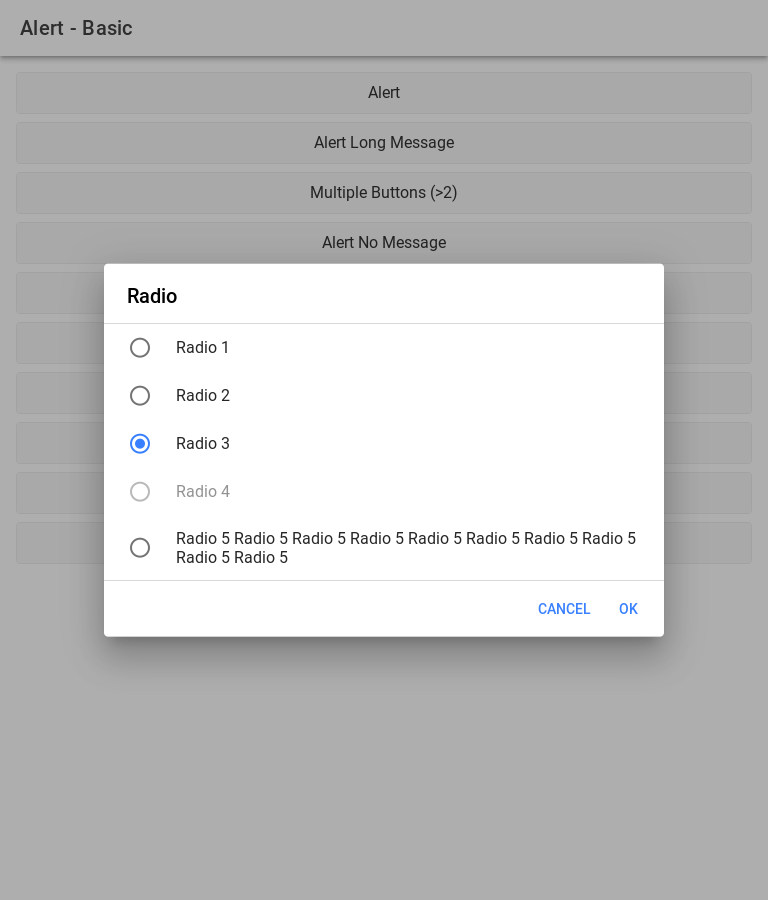 Alert - Basic
Alert
Alert Long Message
Multiple Buttons (>2)
Alert No Message
Radio
Radio 1
Radio 2
Radio 3
Radio 4
Radio 5 Radio 5 Radio 5 Radio 5 Radio 5 Radio 5 Radio 5 Radio 5
Radio 5 Radio 5
CANCEL OK